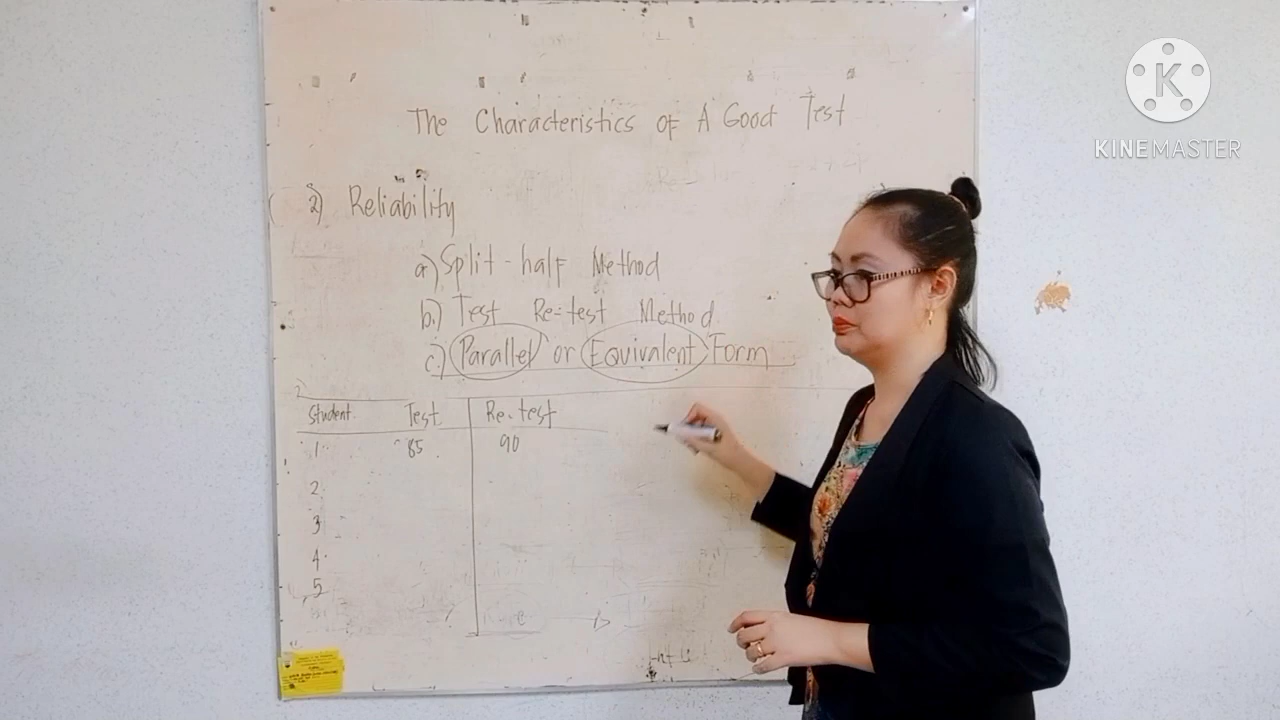 The Characteristics of A Good Test
2) Reliability
a) Split-half Method
b.) Test Re-test Method
c.) Parallel or Equivalent Form
Student Test Re-test
1. 85 90
2
3
4
5
KINEMASTER